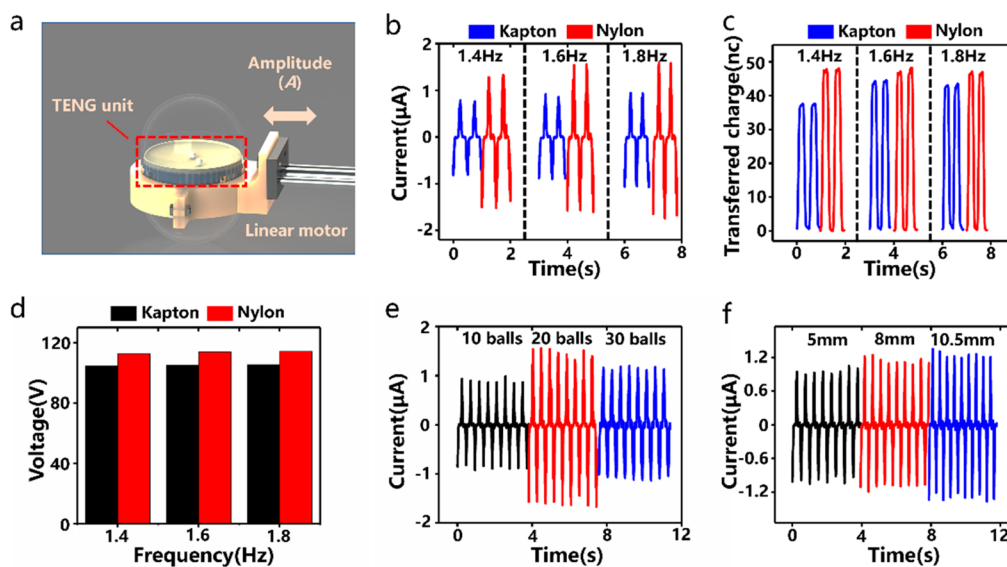 a
TENG unit
Amplitude
(A)
Linear motor
b
Kapton Nylon
1.4Hz 1.6Hz 1.8Hz
Current(μA)
2
1
0
-1
-2
0 2 4 6 8
Time(s)
c
Kapton Nylon
1.4Hz 1.6Hz 1.8Hz
Transferred charge(nc)
50
40
30
20
10
0
0 2 4 6 8
Time(s)
d
Kapton Nylon
Voltage(V)
120
80
40
0
1.4 1.6 1.8
Frequency(Hz)
e
10 balls 20 balls 30 balls
Current(μA)
2
1
0
-1
-2
0 4 8 12
Time(s)
f
5mm 8mm 10.5mm
Current(μA)
1.2
0.6
0
-0.6
-1.2
0 4 8 12
Time(s)